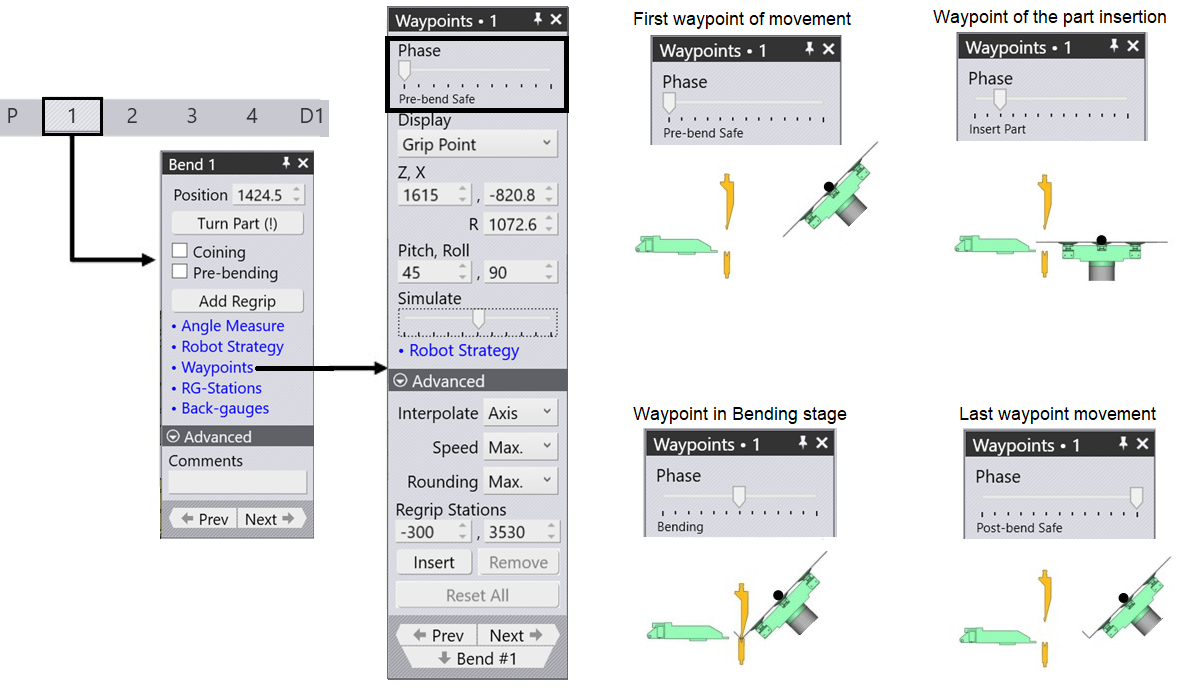 P 1 2 3 4 D1
Bend 1
Position 1424.5
Turn Part (!)
Coining
Pre-bending
Add Regrip
• Angle Measure
• Robot Strategy
• Waypoints
• RG-Stations
• Back-gauges
Advanced
Comments
Prev Next
Waypoints • 1
Phase
Pre-bend Safe
Display
Grip Point
Z, X
1615 , -820.8
R 1072.6
Pitch, Roll
45 , 90
Simulate
• Robot Strategy
Advanced
Interpolate Axis
Speed Max.
Rounding Max.
Regrip Stations
-300 , 3530
Insert Remove
Reset All
Prev Next
Bend #1
First waypoint of movement
Waypoints • 1
Phase
Pre-bend Safe
Waypoint of the part insertion
Waypoints • 1
Phase
Insert Part
Waypoint in Bending stage
Waypoints • 1
Phase
Bending
Last waypoint movement
Waypoints • 1
Phase
Post-bend Safe